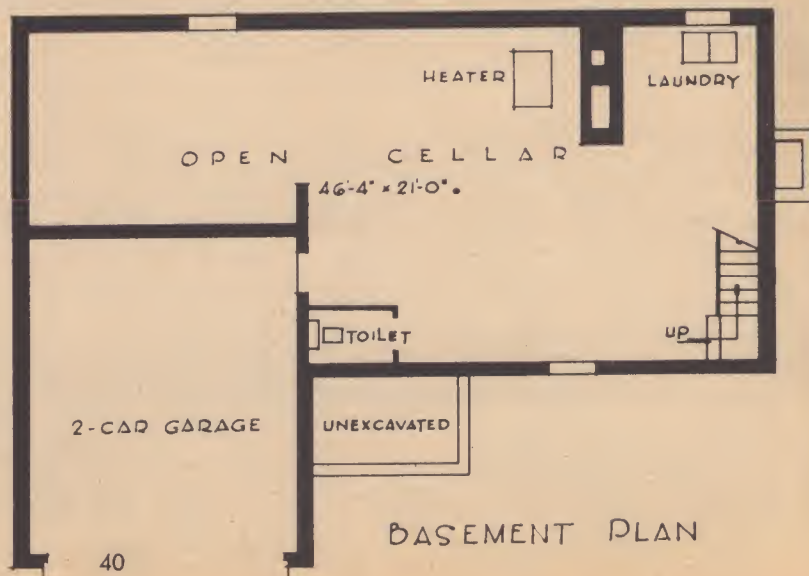 HEATER
LAUNDRY
OPEN CELLAR
46'-4" x 21'-0".
TOILET
UP
2-CAR GARAGE
UNEXCAVATED
BASEMENT PLAN
40